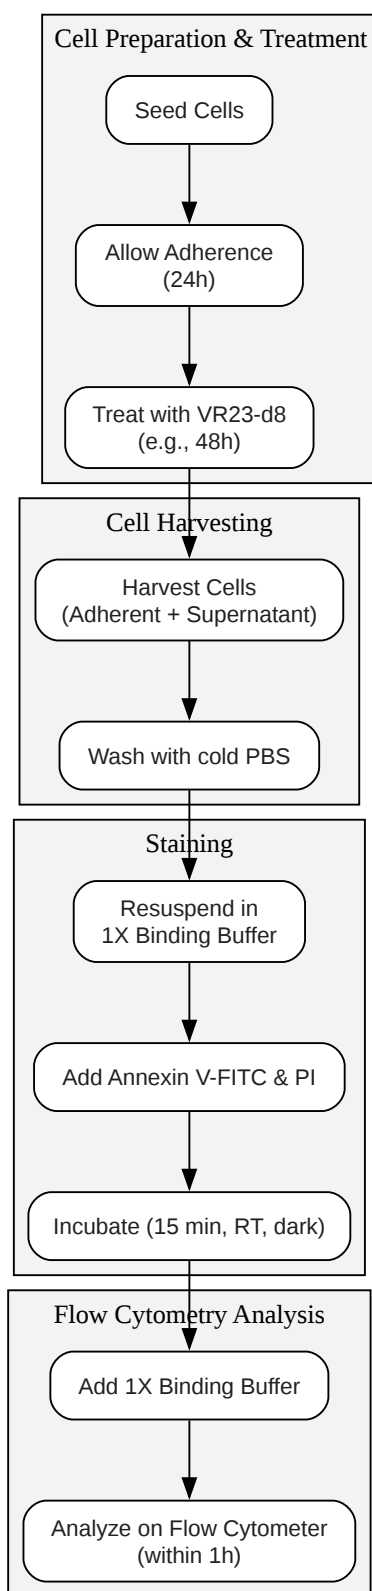 Cell Preparation & Treatment
Seed Cells
Allow Adherence
(24h)
Treat with VR23-d8
(e.g., 48h)
Cell Harvesting
Harvest Cells
(Adherent + Supernatant)
Wash with cold PBS
Staining
Resuspend in
1X Binding Buffer
Add Annexin V-FITC & PI
Incubate (15 min, RT, dark)
Flow Cytometry Analysis
Add 1X Binding Buffer
Analyze on Flow Cytometer
(within 1h)